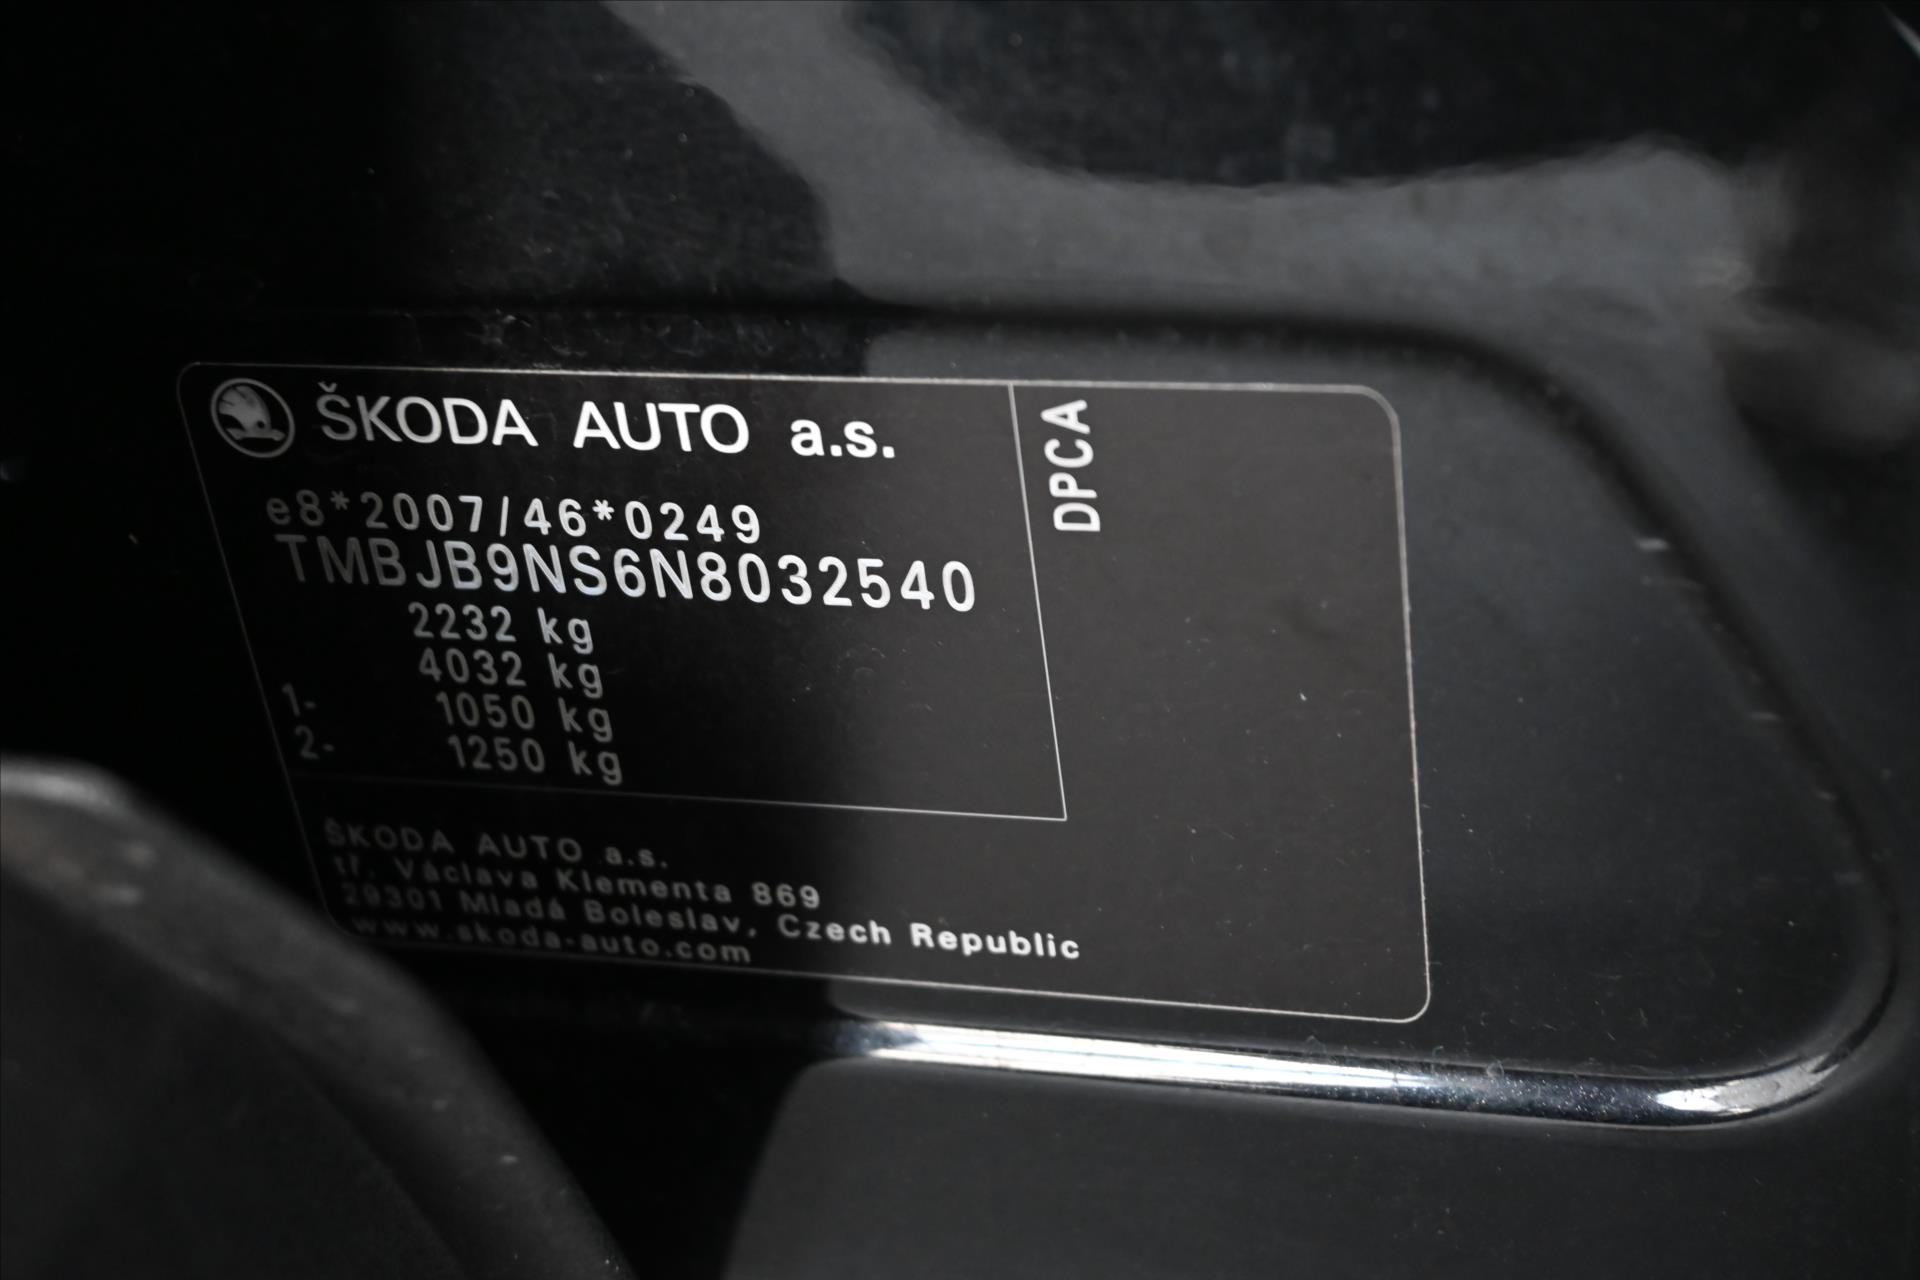 ŠKODA AUTO a.s.
e8*2007/46*0249
TMBJB9NS6N8032540
2232 kg
4032 kg
1- 1050 kg
2- 1250 kg
DPCA
ŠKODA AUTO a.s.
tř. Václava Klementa 869
29301 Mladá Boleslav, Czech Republic
www.skoda-auto.com